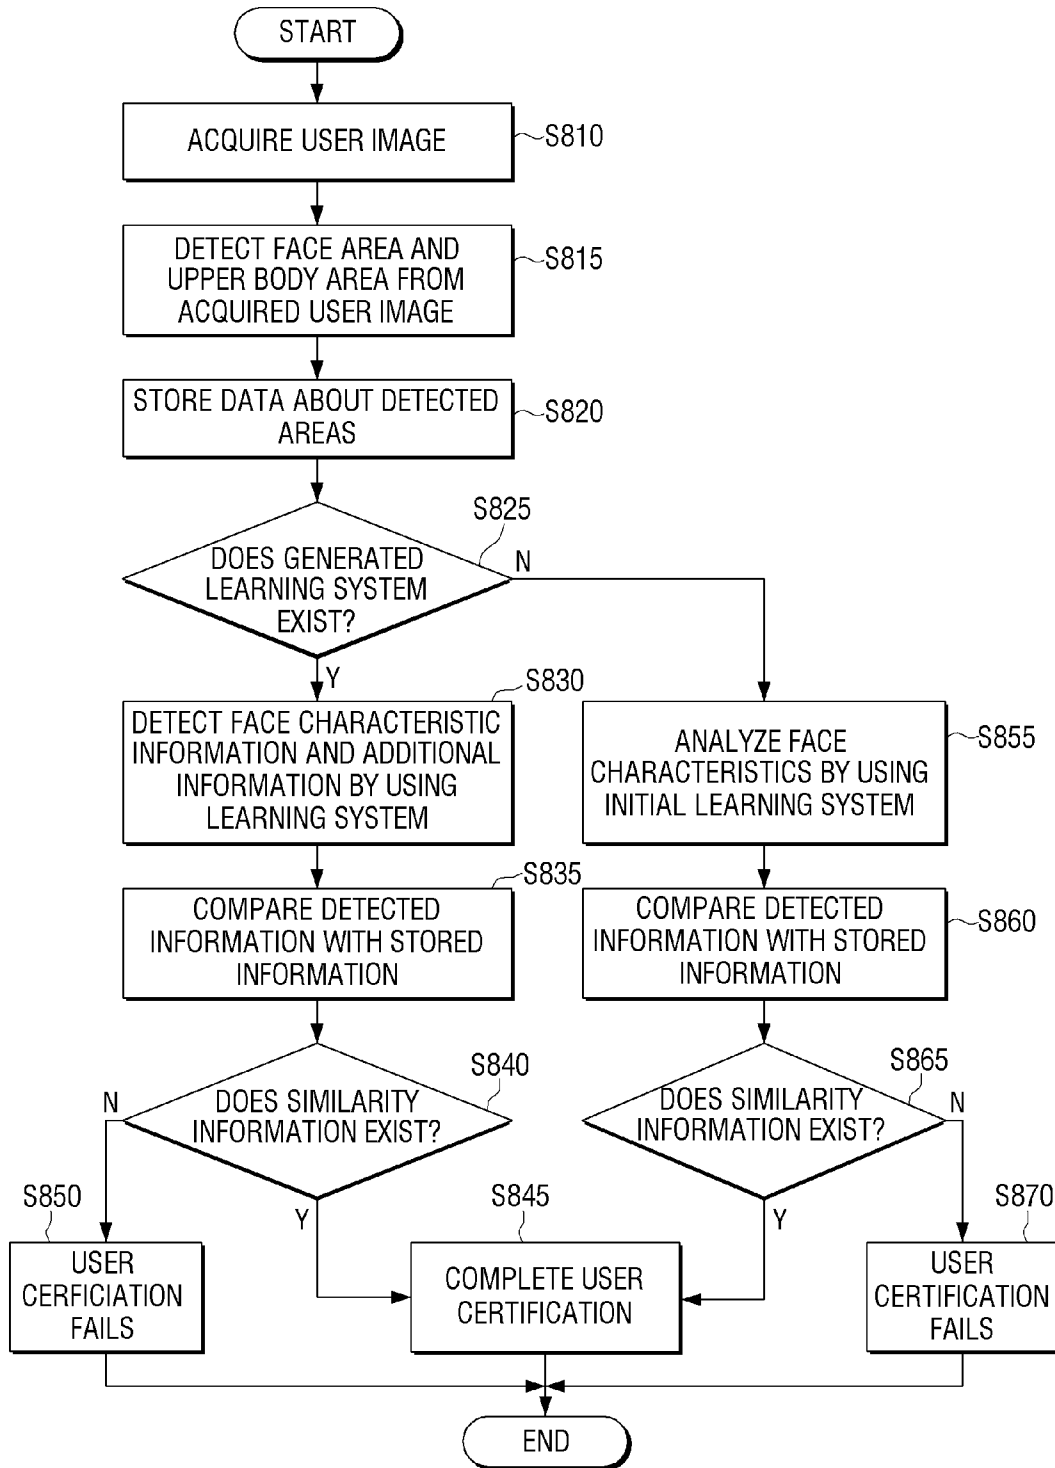 START
ACQUIRE USER IMAGE
S810
DETECT FACE AREA AND
UPPER BODY AREA FROM
ACQUIRED USER IMAGE
S815
STORE DATA ABOUT DETECTED
AREAS
S820
S825
DOES GENERATED
LEARNING SYSTEM
EXIST?
N
Y
S830
DETECT FACE CHARACTERISTIC
INFORMATION AND ADDITIONAL
INFORMATION BY USING
LEARNING SYSTEM
ANALYZE FACE
CHARACTERISTICS BY USING
INITIAL LEARNING SYSTEM
S855
S835
COMPARE DETECTED
INFORMATION WITH STORED
INFORMATION
COMPARE DETECTED
INFORMATION WITH STORED
INFORMATION
S860
S840
DOES SIMILARITY
INFORMATION EXIST?
N
Y
S865
DOES SIMILARITY
INFORMATION EXIST?
N
Y
S850
USER
CERFICIATION
FAILS
S845
COMPLETE USER
CERTIFICATION
S870
USER
CERTIFICATION
FAILS
END